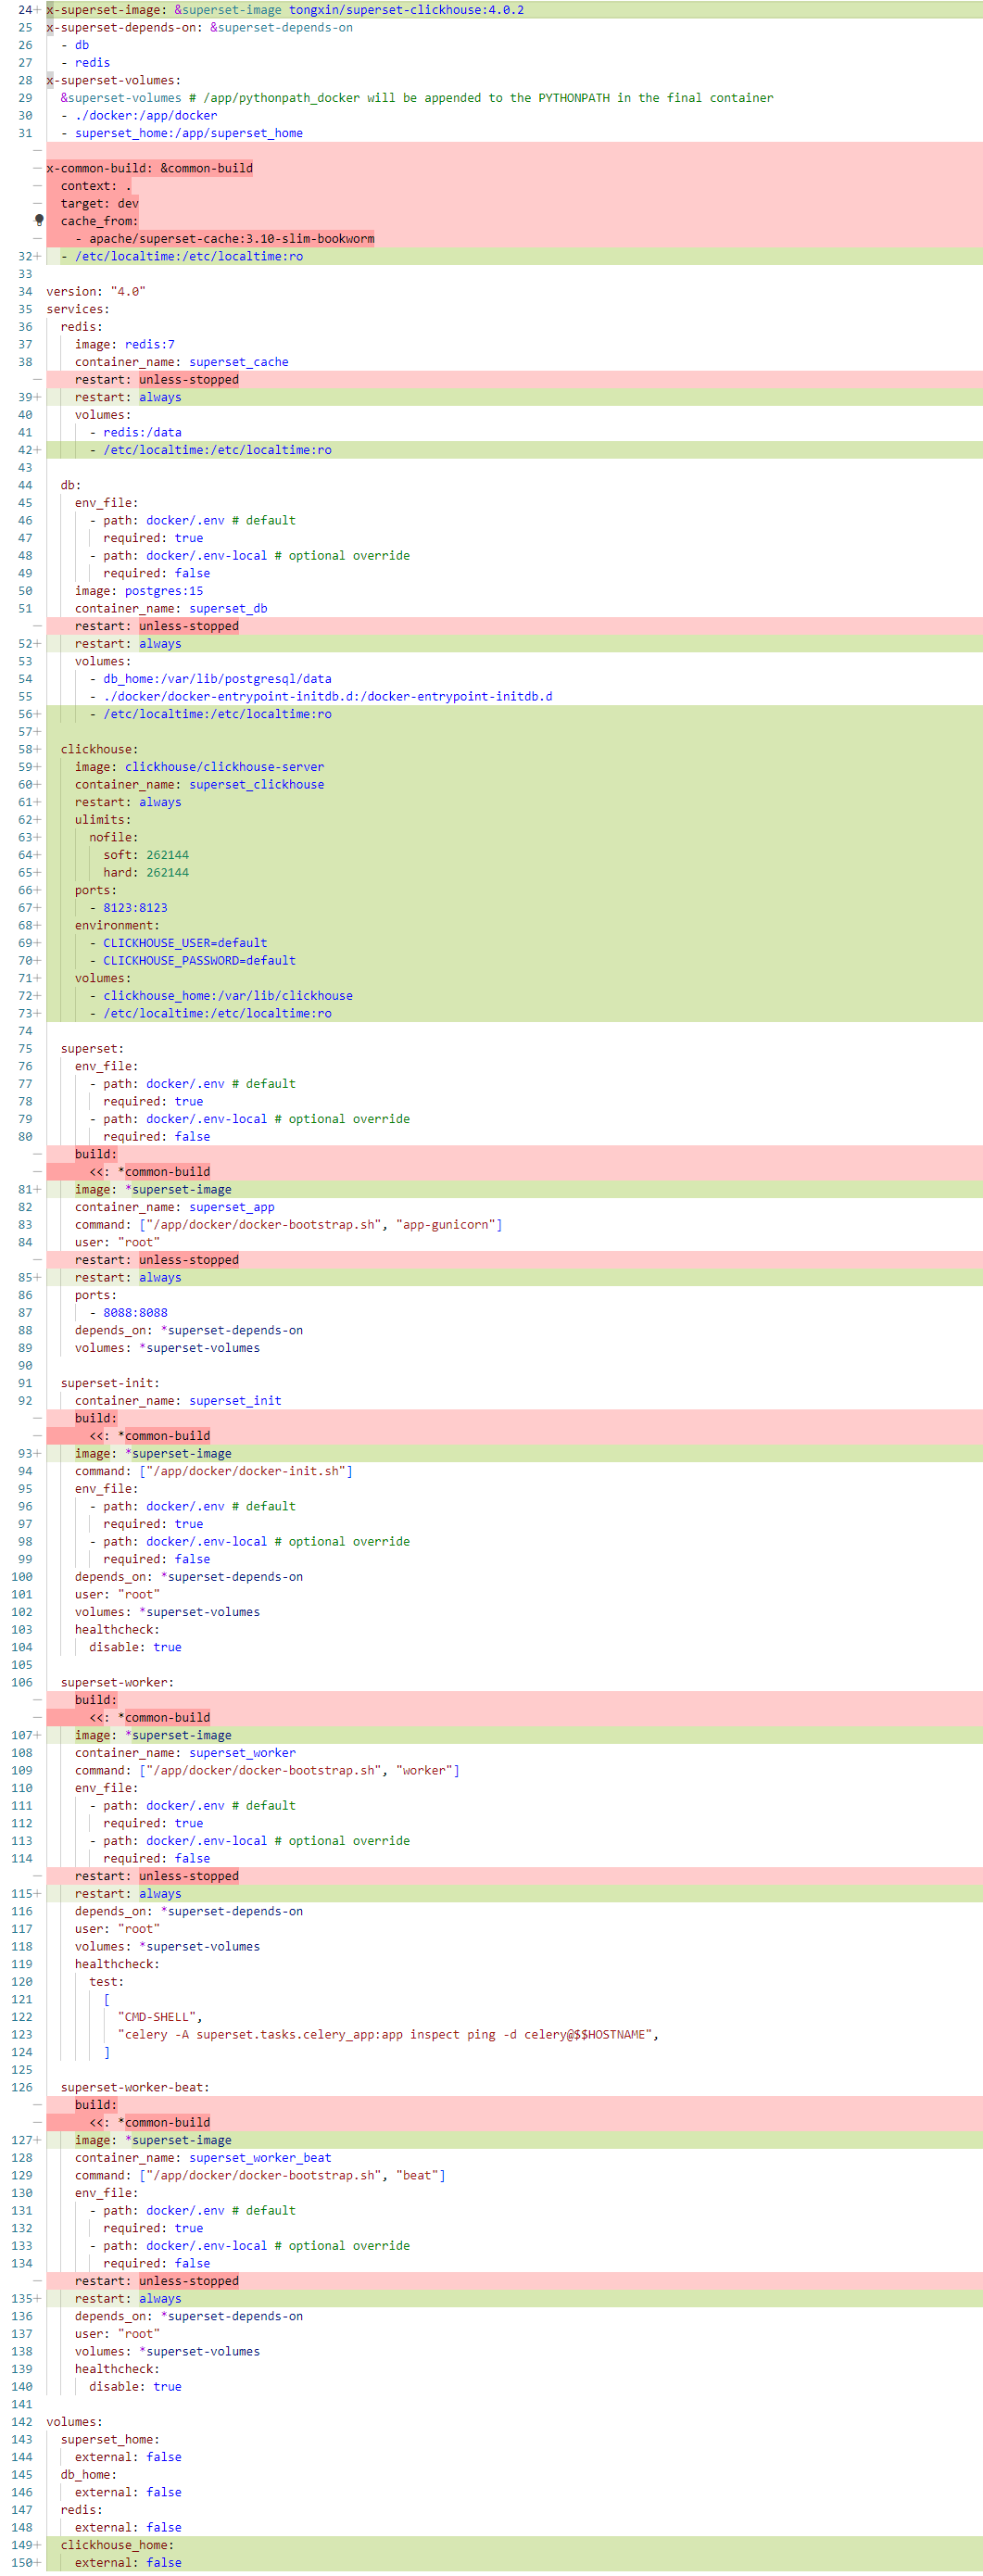 24+ x-superset-image: &superset-image tongxin/superset-clickhouse:4.0.2
25 x-superset-depends-on: &superset-depends-on
26   - db
27   - redis
28 x-superset-volumes:
29   &superset-volumes # /app/pythonpath_docker will be appended to the PYTHONPATH in the final container
30   - ./docker:/app/docker
31   - superset_home:/app/superset_home
—
— x-common-build: &common-build
—   context: .
—   target: dev
  cache_from:
—     - apache/superset-cache:3.10-slim-bookworm
32+   - /etc/localtime:/etc/localtime:ro
33
34 version: "4.0"
35 services:
36   redis:
37     image: redis:7
38     container_name: superset_cache
—     restart: unless-stopped
39+     restart: always
40     volumes:
41       - redis:/data
42+       - /etc/localtime:/etc/localtime:ro
43
44   db:
45     env_file:
46       - path: docker/.env # default
47         required: true
48       - path: docker/.env-local # optional override
49         required: false
50     image: postgres:15
51     container_name: superset_db
—     restart: unless-stopped
52+     restart: always
53     volumes:
54       - db_home:/var/lib/postgresql/data
55       - ./docker/docker-entrypoint-initdb.d:/docker-entrypoint-initdb.d
56+       - /etc/localtime:/etc/localtime:ro
57+
58+   clickhouse:
59+     image: clickhouse/clickhouse-server
60+     container_name: superset_clickhouse
61+     restart: always
62+     ulimits:
63+       nofile:
64+         soft: 262144
65+         hard: 262144
66+     ports:
67+       - 8123:8123
68+     environment:
69+       - CLICKHOUSE_USER=default
70+       - CLICKHOUSE_PASSWORD=default
71+     volumes:
72+       - clickhouse_home:/var/lib/clickhouse
73+       - /etc/localtime:/etc/localtime:ro
74
75   superset:
76     env_file:
77       - path: docker/.env # default
78         required: true
79       - path: docker/.env-local # optional override
80         required: false
—     build:
—       <<: *common-build
81+     image: *superset-image
82     container_name: superset_app
83     command: ["/app/docker/docker-bootstrap.sh", "app-gunicorn"]
84     user: "root"
—     restart: unless-stopped
85+     restart: always
86     ports:
87       - 8088:8088
88     depends_on: *superset-depends-on
89     volumes: *superset-volumes
90
91   superset-init:
92     container_name: superset_init
—     build:
—       <<: *common-build
93+     image: *superset-image
94     command: ["/app/docker/docker-init.sh"]
95     env_file:
96       - path: docker/.env # default
97         required: true
98       - path: docker/.env-local # optional override
99         required: false
100     depends_on: *superset-depends-on
101     user: "root"
102     volumes: *superset-volumes
103     healthcheck:
104       disable: true
105
106   superset-worker:
—     build:
—       <<: *common-build
107+     image: *superset-image
108     container_name: superset_worker
109     command: ["/app/docker/docker-bootstrap.sh", "worker"]
110     env_file:
111       - path: docker/.env # default
112         required: true
113       - path: docker/.env-local # optional override
114         required: false
—     restart: unless-stopped
115+     restart: always
116     depends_on: *superset-depends-on
117     user: "root"
118     volumes: *superset-volumes
119     healthcheck:
120       test:
121         [
122           "CMD-SHELL",
123           "celery -A superset.tasks.celery_app:app inspect ping -d celery@$$HOSTNAME",
124         ]
125
126   superset-worker-beat:
—     build:
—       <<: *common-build
127+     image: *superset-image
128     container_name: superset_worker_beat
129     command: ["/app/docker/docker-bootstrap.sh", "beat"]
130     env_file:
131       - path: docker/.env # default
132         required: true
133       - path: docker/.env-local # optional override
134         required: false
—     restart: unless-stopped
135+     restart: always
136     depends_on: *superset-depends-on
137     user: "root"
138     volumes: *superset-volumes
139     healthcheck:
140       disable: true
141
142 volumes:
143   superset_home:
144     external: false
145   db_home:
146     external: false
147   redis:
148     external: false
149+   clickhouse_home:
150+     external: false